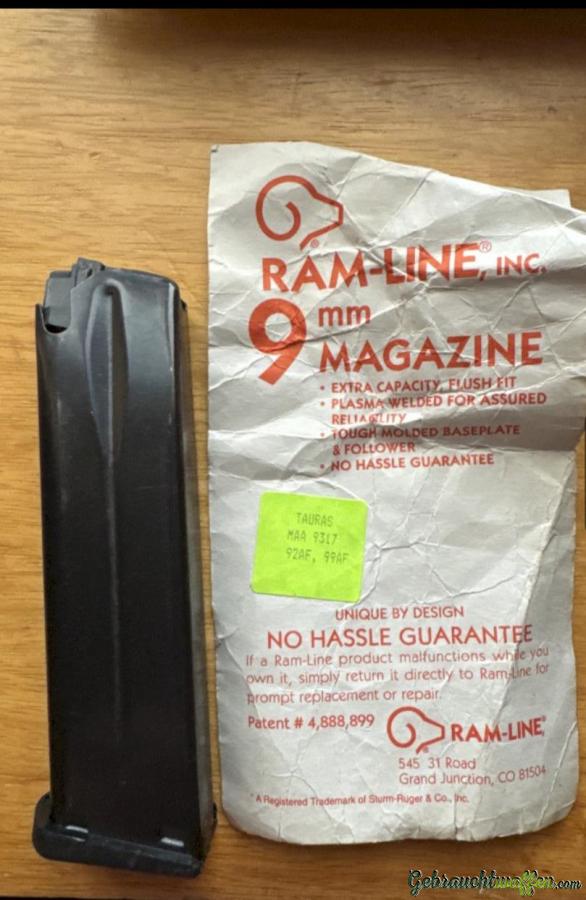 RAM-LINE®, INC.
9 mm
MAGAZINE
• EXTRA CAPACITY, FLUSH FIT
• PLASMA WELDED FOR ASSURED
RELIABILITY
• TOUGH MOLDED BASEPLATE
& FOLLOWER
• NO HASSLE GUARANTEE
TAURAS
MAA 9317
92AF, 99AF
UNIQUE BY DESIGN
NO HASSLE GUARANTEE
If a Ram-Line product malfunctions while you
own it, simply return it directly to Ram-Line for
prompt replacement or repair.
Patent # 4,888,899
RAM-LINE®
545 31 Road
Grand Junction, CO 81504
* A Registered Trademark of Sturm-Ruger & Co., Inc.
Gebrauchtwaffen.com